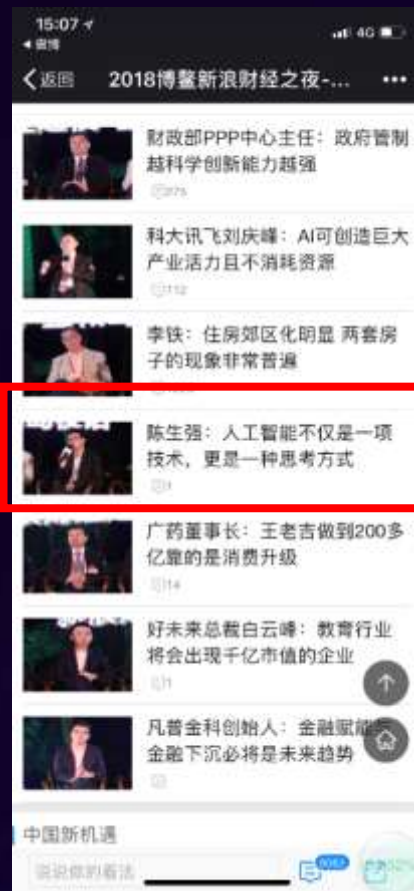 15:07
4G
返回
2018博鳌新浪财经之夜-...
财政部PPP中心主任：政府管制
越科学创新能力越强
275
科大讯飞刘庆峰：AI可创造巨大
产业活力且不消耗资源
112
李铁：住房郊区化明显 两套房
子的现象非常普遍
陈生强：人工智能不仅是一项
技术，更是一种思考方式
1
广药董事长：王老吉做到200多
亿靠的是消费升级
14
好未来总裁白云峰：教育行业
将会出现千亿市值的企业
1
凡普金科创始人：金融赋能
金融下沉必将是未来趋势
中国新机遇
说说你的看法